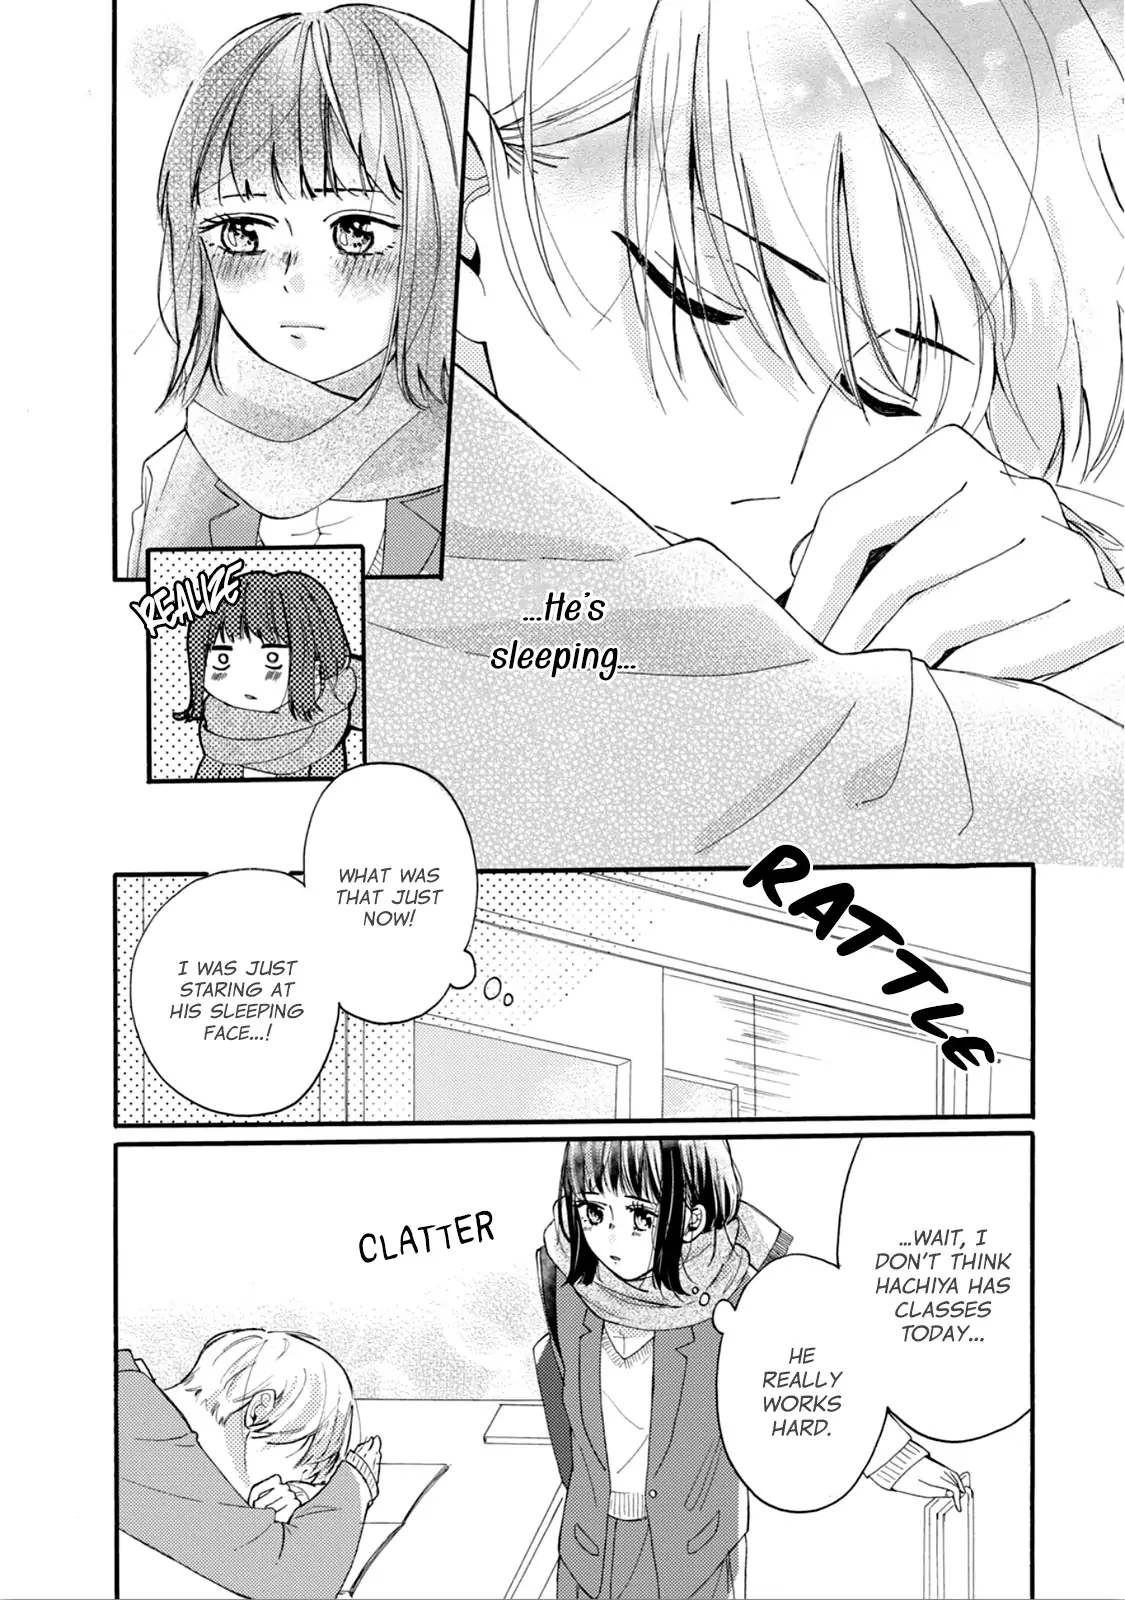 ...He's
sleeping...
REALIZE
RATTLE
WHAT WAS
THAT JUST
NOW!
I WAS JUST
STARING AT
HIS SLEEPING
FACE...!
...WAIT, I
DON'T THINK
HACHIYA HAS
CLASSES
TODAY...
HE
REALLY
WORKS
HARD.
CLATTER